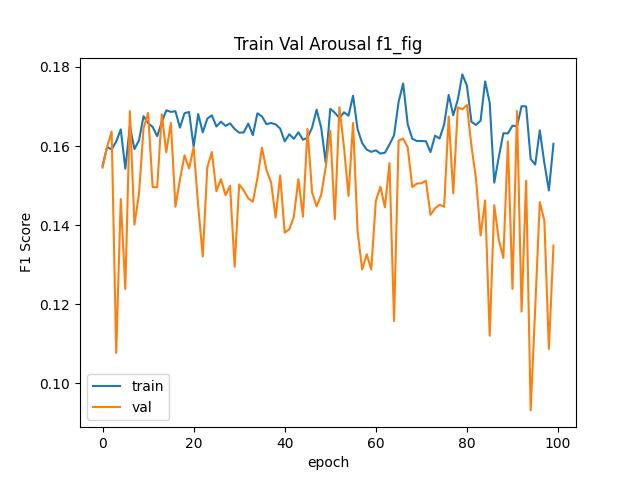 Train Val Arousal f1_fig
0.18
0.16
0.14
0.12
0.10
F1 Score
train
val
0 20 40 60 80 100
epoch